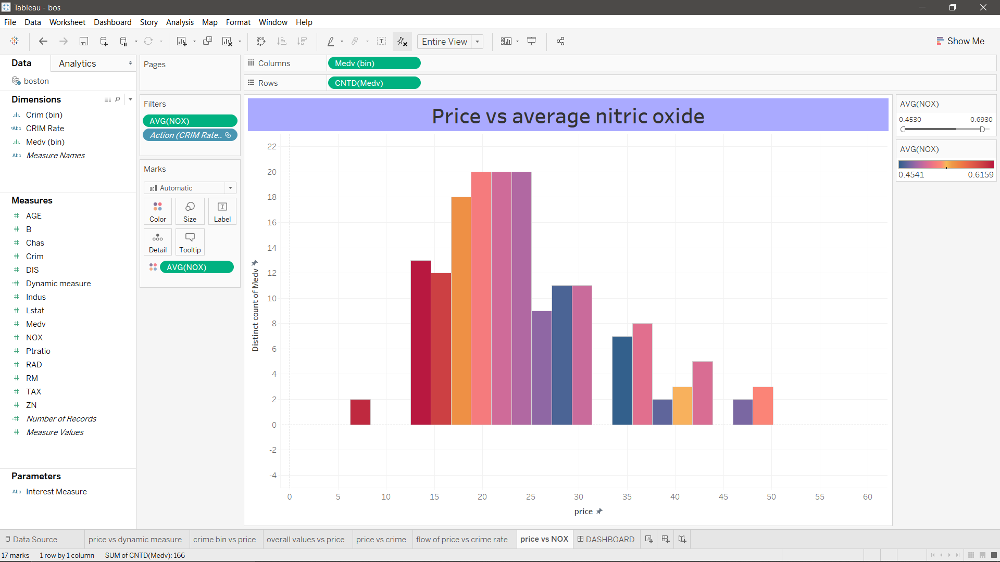 Tableau - bos
File Data Worksheet Dashboard Story Analysis Map Format Window Help
Entire View
Show Me
Data Analytics
boston
Dimensions
Crim (bin)
=Abc CRIM Rate
Medv (bin)
Abc Measure Names
Measures
# AGE
# B
# Chas
# Crim
# DIS
=# Dynamic measure
# Indus
# Lstat
# Medv
# NOX
# Ptratio
# RAD
# RM
# TAX
# ZN
=# Number of Records
# Measure Values
Parameters
Abc Interest Measure
Pages
Filters
AVG(NOX)
Action (CRIM Rate..
Marks
Automatic
Color Size Label
Detail Tooltip
AVG(NOX)
Columns Medv (bin)
Rows CNTD(Medv)
Price vs average nitric oxide
Distinct count of Medv
22
20
18
16
14
12
10
8
6
4
2
0
-2
-4
0 5 10 15 20 25 30 35 40 45 50 55 60
price
AVG(NOX)
0.4530 0.6930
AVG(NOX)
0.4541 0.6159
Data Source price vs dynamic measure crime bin vs price overall values vs price price vs crime flow of price vs crime rate price vs NOX DASHBOARD
17 marks 1 row by 1 column SUM of CNTD(Medv): 166